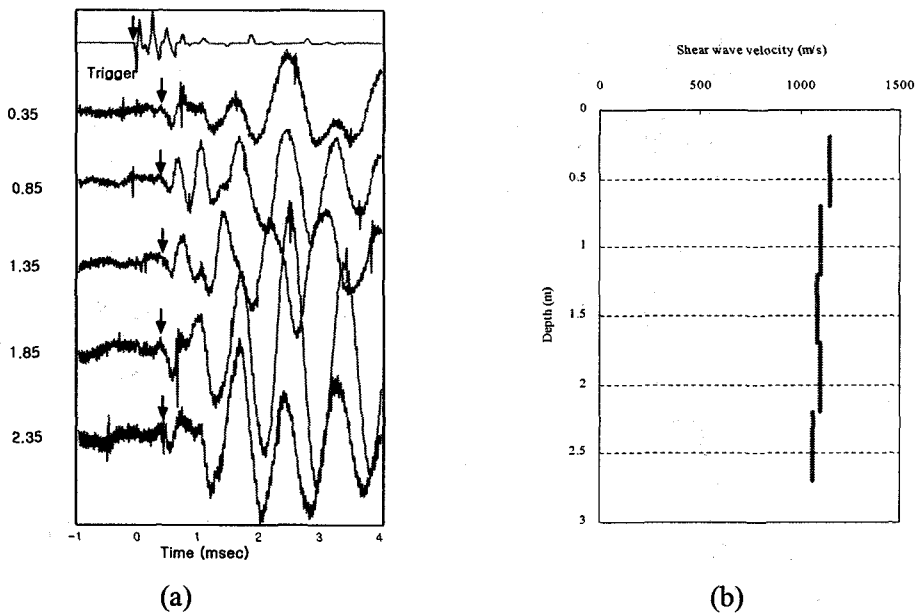 Trigger
0.35
0.85
1.35
1.85
2.35
-1 0 1 2 3 4
Time (msec)
(a)
Shear wave velocity (m/s)
0 500 1000 1500
0
0.5
1
1.5
2
2.5
3
Depth (m)
(b)